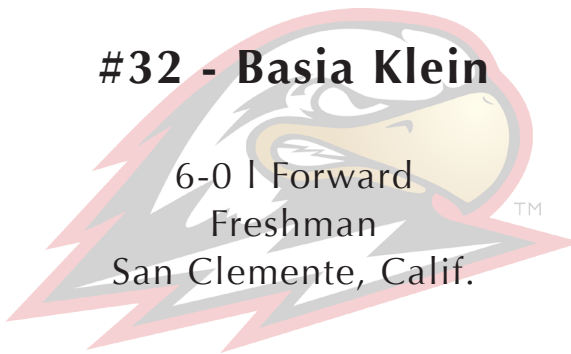 #32 - Basia Klein
6-0 l Forward
Freshman
TM
San Clemente, Calif.